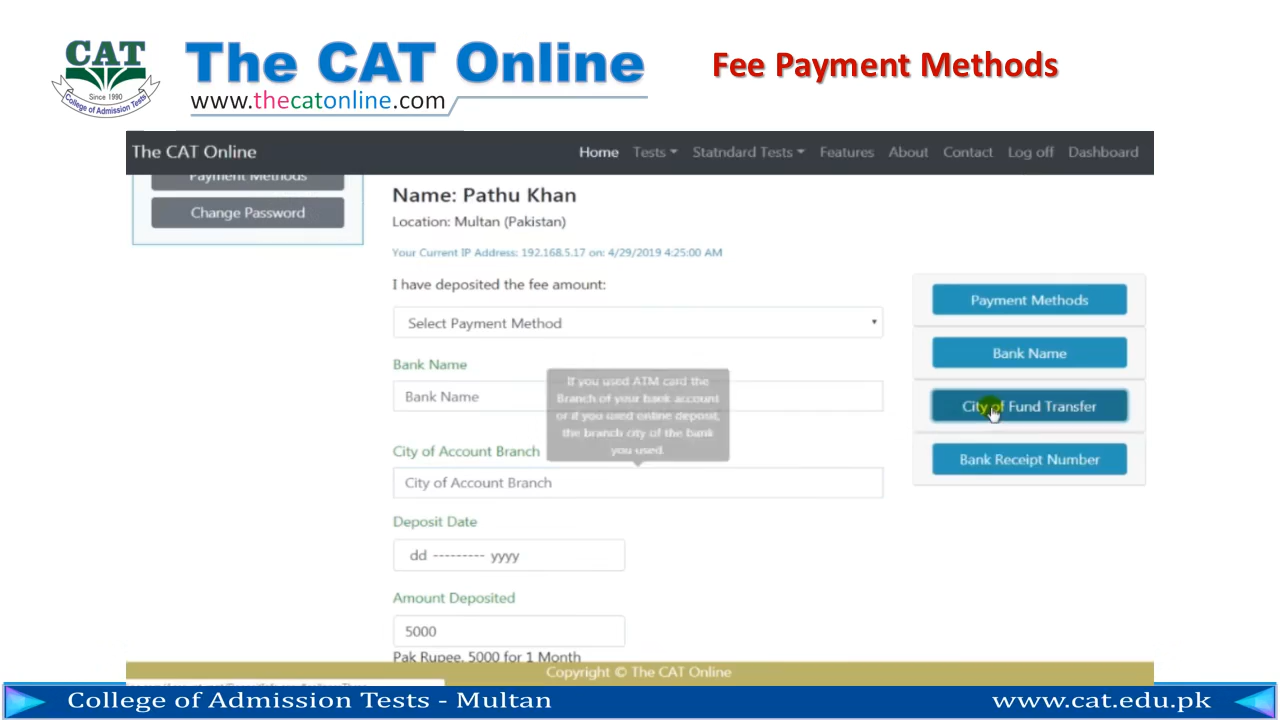 CAT
Since 1990
College of Admission Tests
The CAT Online
www.thecatonline.com
Fee Payment Methods
The CAT Online
Home Tests Statndard Tests Features About Contact Log off Dashboard
Payment Methods
Change Password
Name: Pathu Khan
Location: Multan (Pakistan)
Your Current IP Address: 192.168.5.17 on: 4/29/2019 4:25:00 AM
I have deposited the fee amount:
Select Payment Method
Bank Name
Bank Name
If you used ATM card the
Branch of your bank account
or if you used online deposit,
the branch city of the bank
you used.
City of Account Branch
City of Account Branch
Deposit Date
dd --------- yyyy
Amount Deposited
5000
Pak Rupee. 5000 for 1 Month
Payment Methods
Bank Name
City of Fund Transfer
Bank Receipt Number
Copyright © The CAT Online
College of Admission Tests - Multan
www.cat.edu.pk